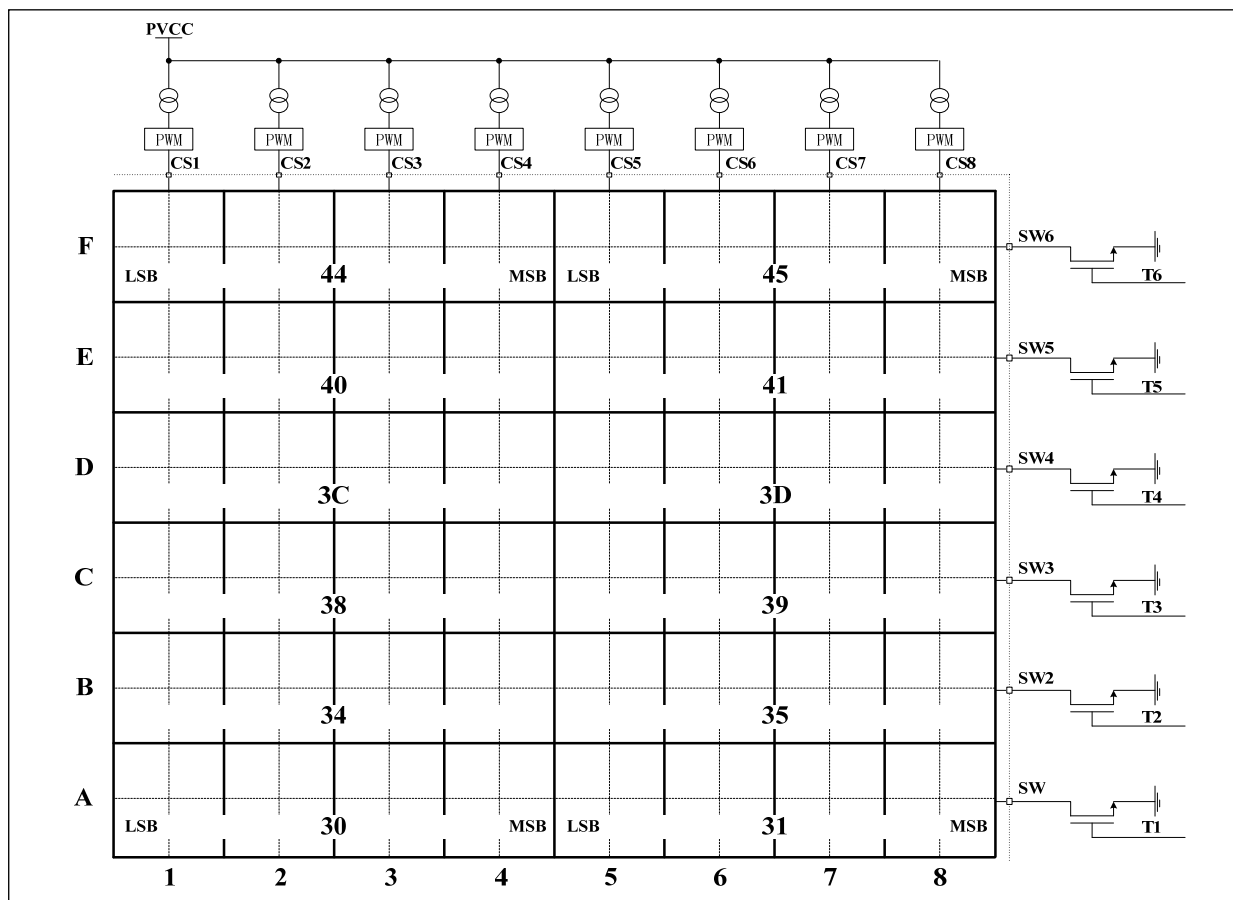 PVCC
PWM PWM PWM PWM PWM PWM PWM PWM
CS1 CS2 CS3 CS4 CS5 CS6 CS7 CS8
F SW6
LSB 44 MSB LSB 45 MSB T6
E SW5
40 41 T5
D SW4
3C 3D T4
C SW3
38 39 T3
B SW2
34 35 T2
A SW
LSB 30 MSB LSB 31 MSB T1
1 2 3 4 5 6 7 8